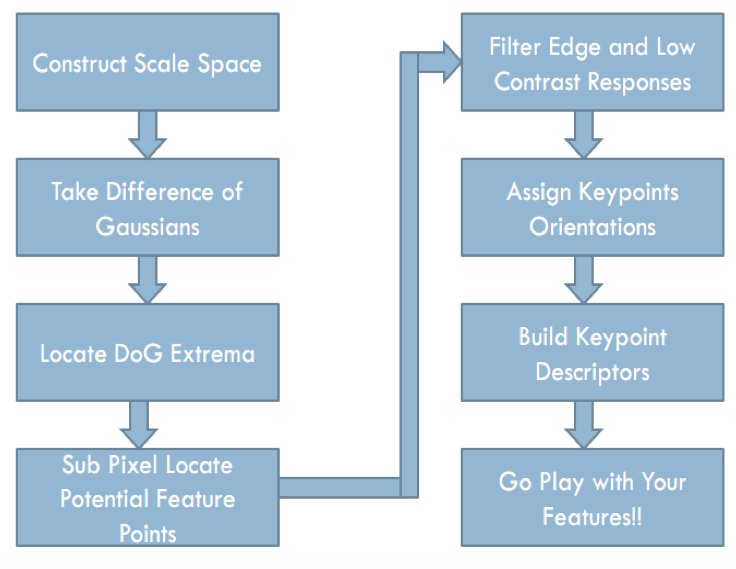 Construct Scale Space
Take Difference of
Gaussians
Locate DoG Extrema
Sub Pixel Locate
Potential Feature
Points
Filter Edge and Low
Contrast Responses
Assign Keypoints
Orientations
Build Keypoint
Descriptors
Go Play with Your
Features!!